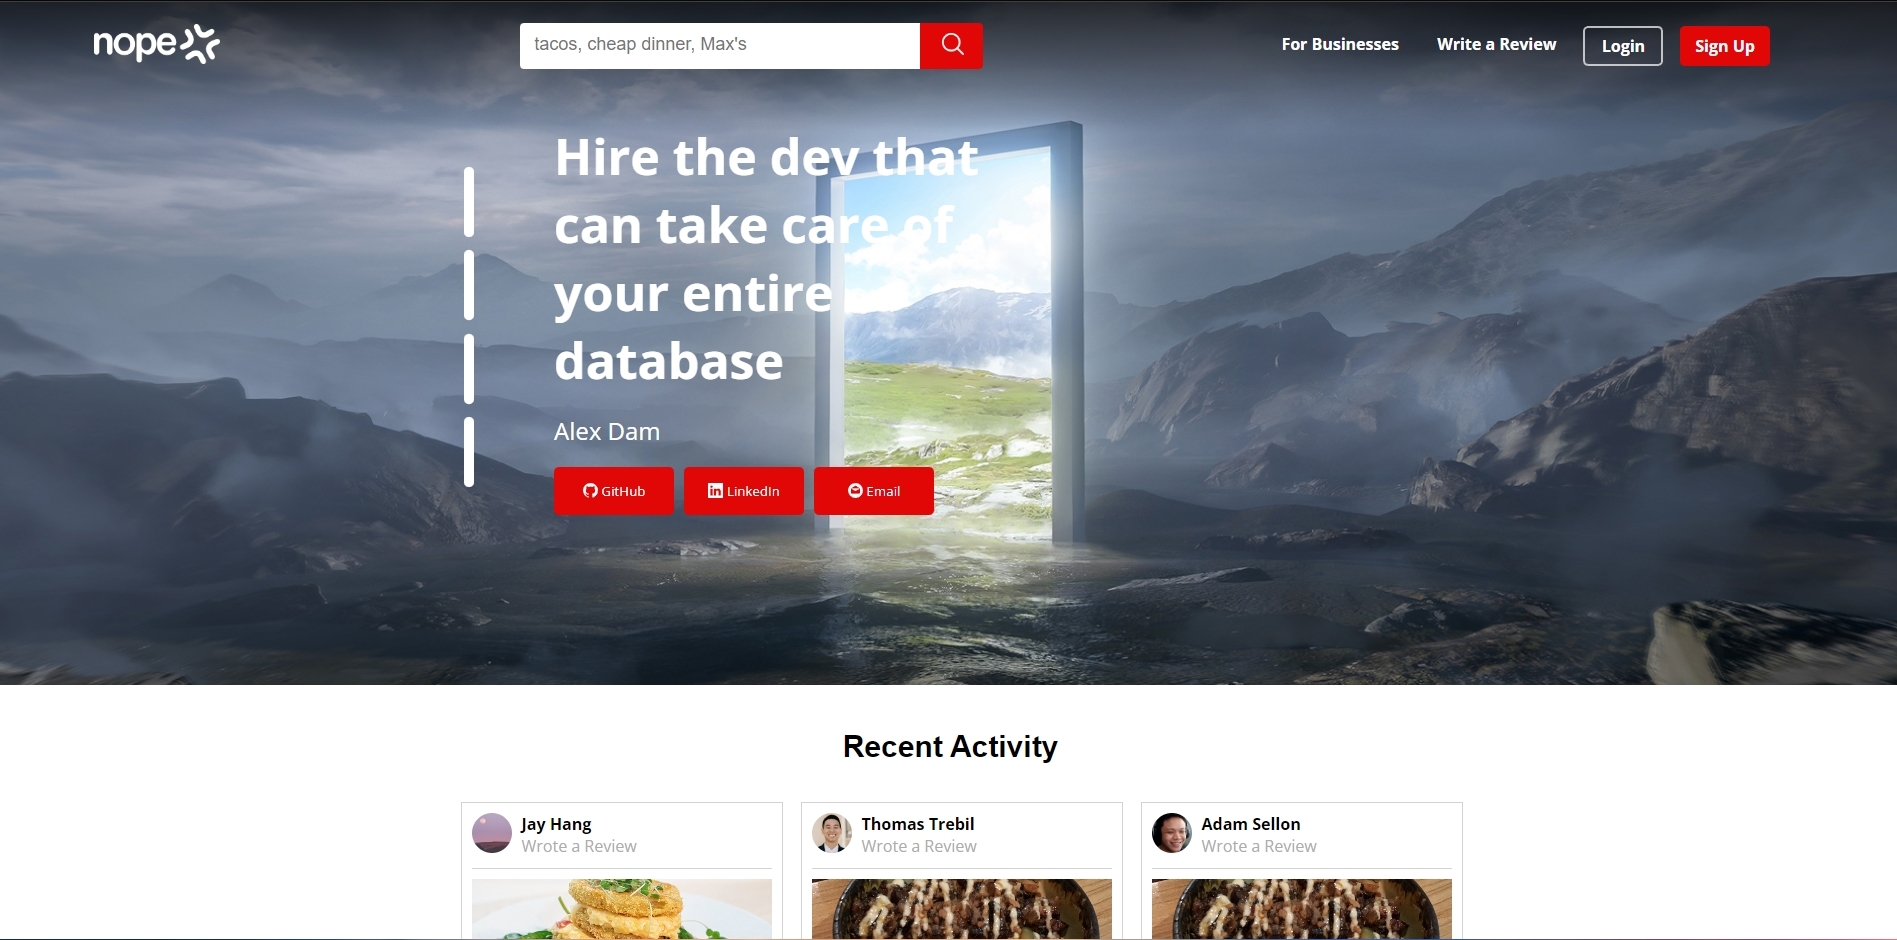 nope
tacos, cheap dinner, Max's
For Businesses
Write a Review
Login
Sign Up
Hire the dev that
can take care of
your entire
database
Alex Dam
GitHub
LinkedIn
Email
Recent Activity
Jay Hang
Wrote a Review
Thomas Trebil
Wrote a Review
Adam Sellon
Wrote a Review